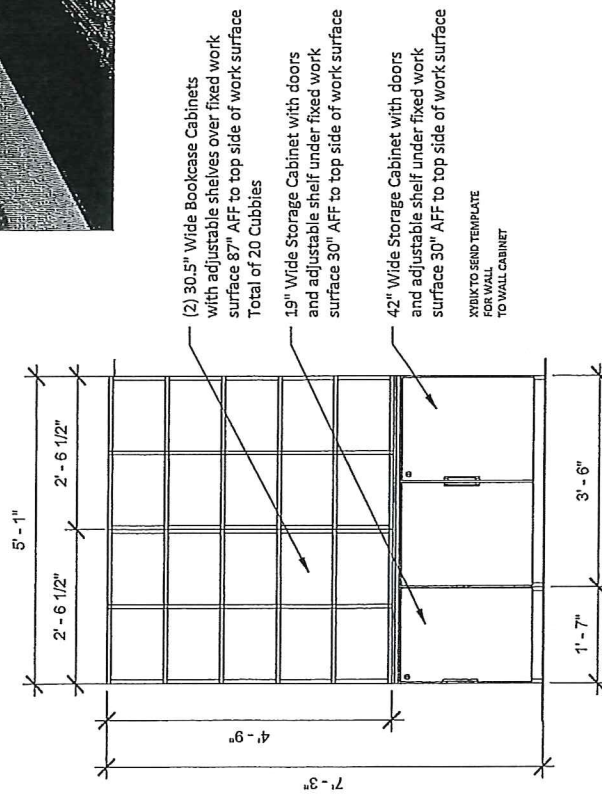 5' - 1"
2' - 6 1/2"
2' - 6 1/2"
4' - 9"
7' - 3"
1' - 7"
3' - 6"
(2) 30.5" Wide Bookcase Cabinets
with adjustable shelves over fixed work
surface 87" AFF to top side of work surface
Total of 20 Cubbies
19" Wide Storage Cabinet with doors
and adjustable shelf under fixed work
surface 30" AFF to top side of work surface
42" Wide Storage Cabinet with doors
and adjustable shelf under fixed work
surface 30" AFF to top side of work surface
XYBIX TO SEND TEMPLATE
FOR WALL
TO WALL CABINET